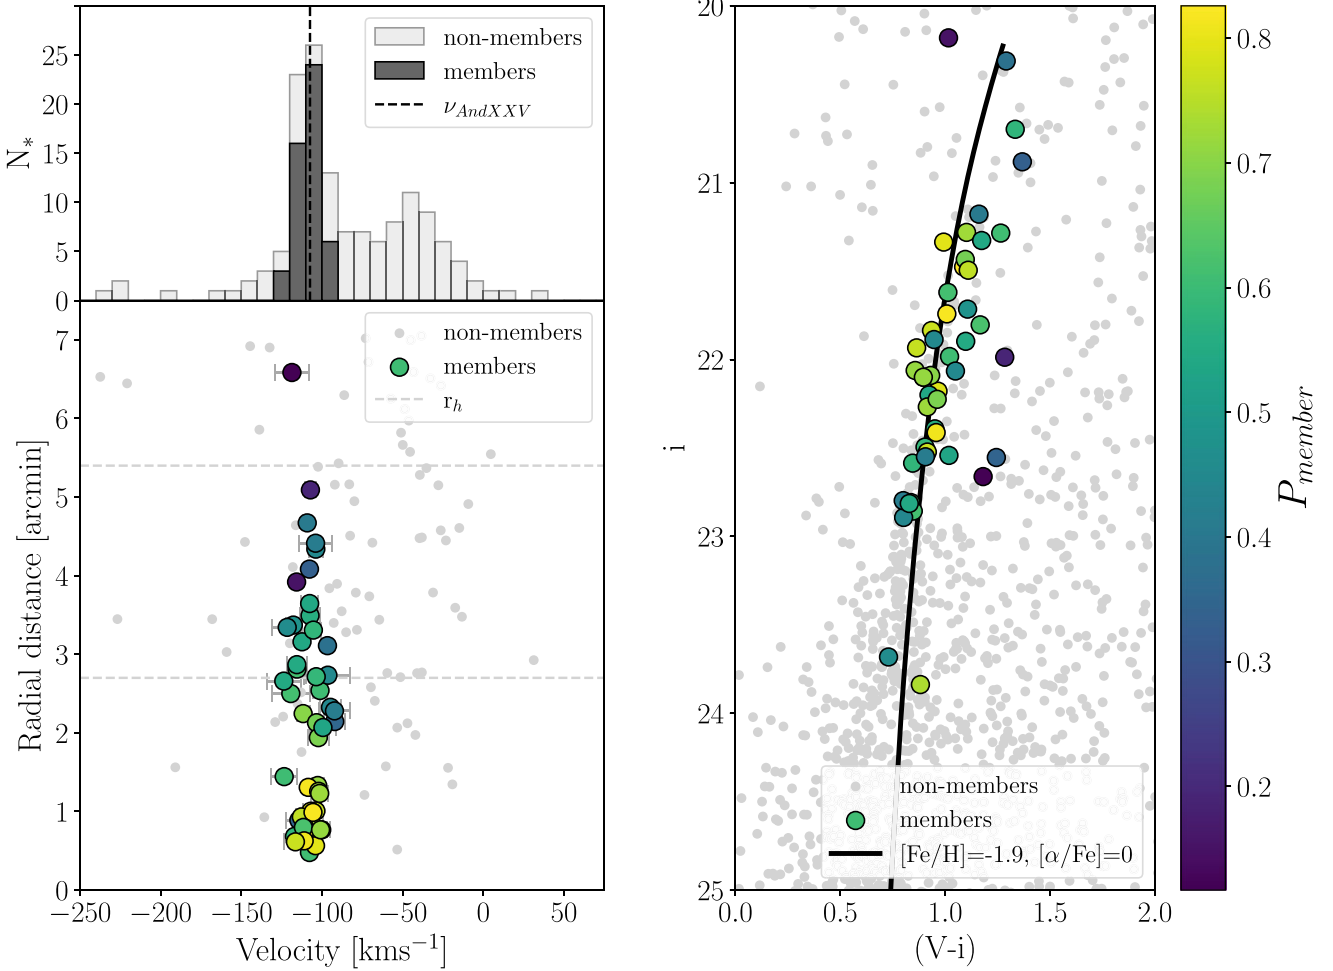 N*
25
20
15
10
5
0
non-members
members
ν_AndXXV
Radial distance [arcmin]
7
6
5
4
3
2
1
0
non-members
members
r_h
−250 −200 −150 −100 −50 0 50
Velocity [kms⁻¹]
i
20
21
22
23
24
25
non-members
members
[Fe/H]=-1.9, [α/Fe]=0
0.0 0.5 1.0 1.5 2.0
(V-i)
0.8
0.7
0.6
0.5
0.4
0.3
0.2
P_member